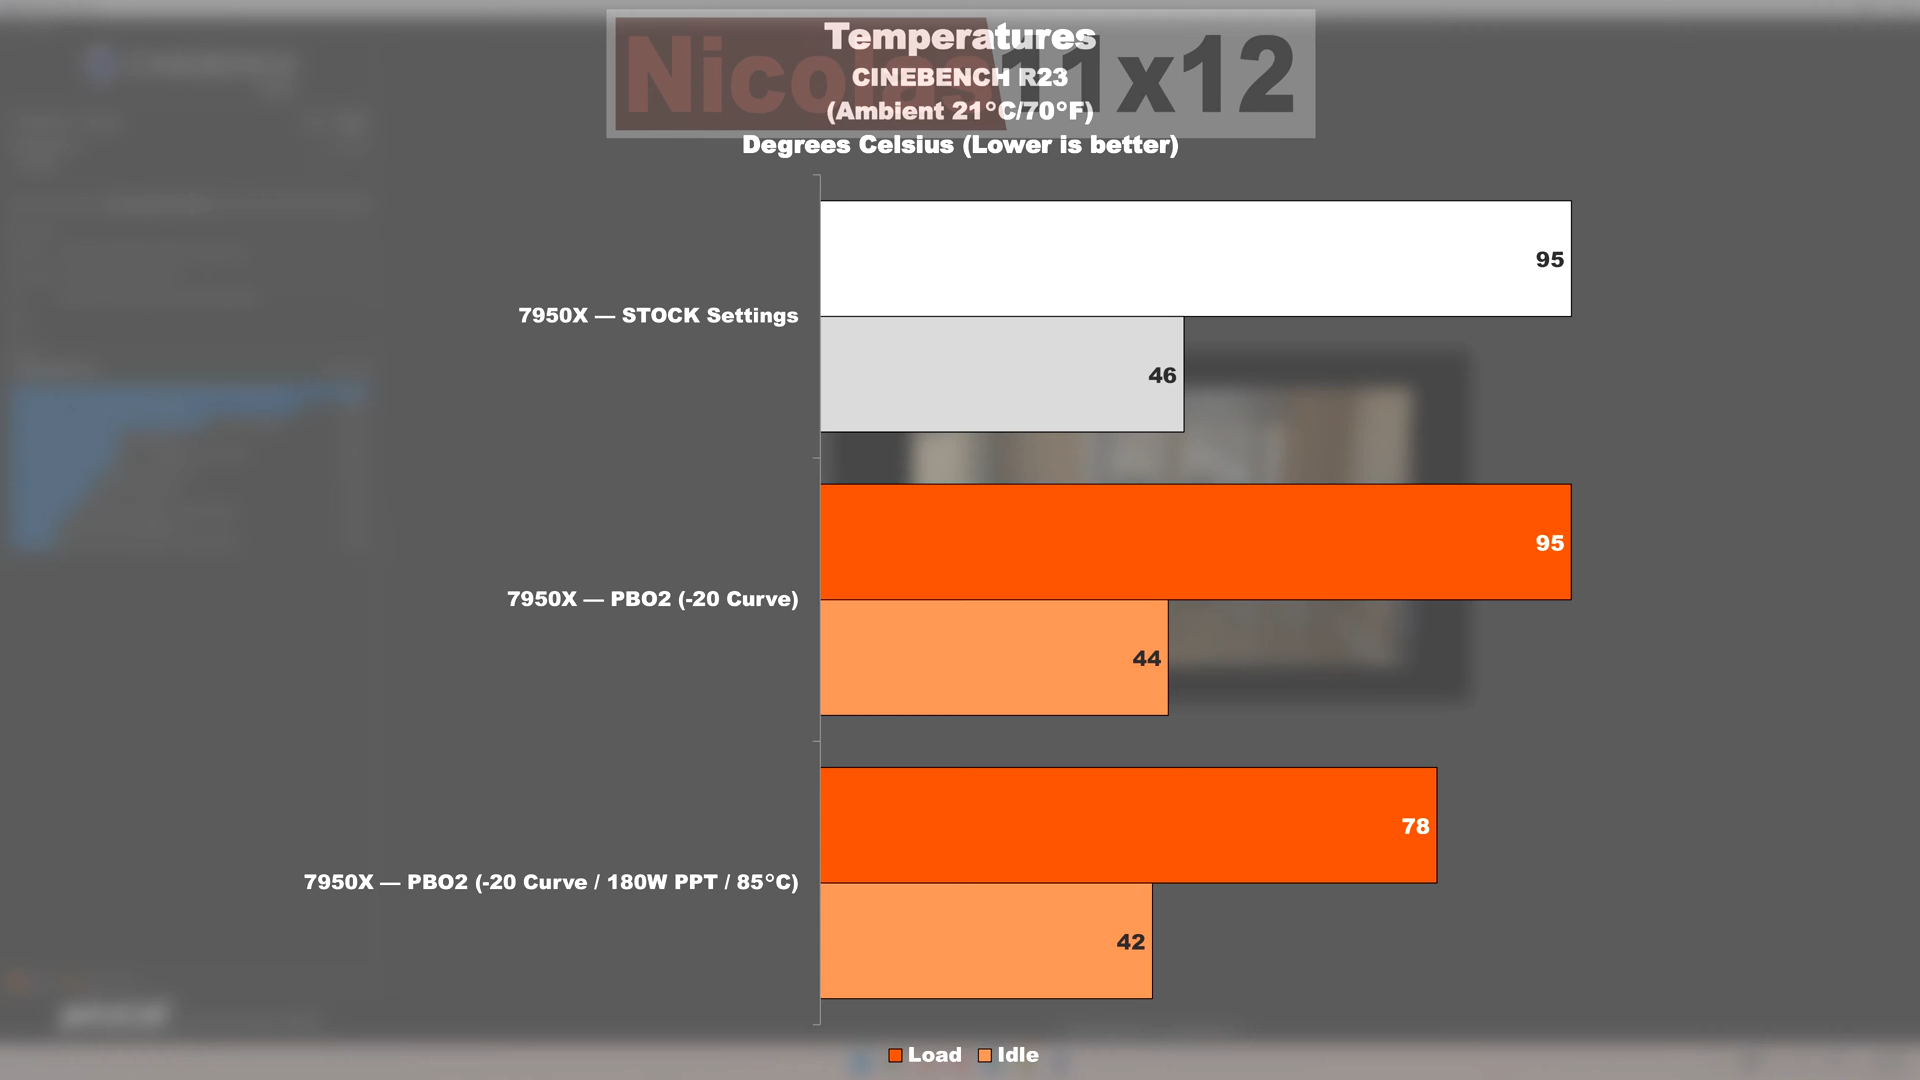 Temperatures
Nicolas11x12
CINEBENCH R23
(Ambient 21°C/70°F)
Degrees Celsius (Lower is better)
95
7950X — STOCK Settings
46
95
7950X — PBO2 (-20 Curve)
44
78
7950X — PBO2 (-20 Curve / 180W PPT / 85°C)
42
Load Idle